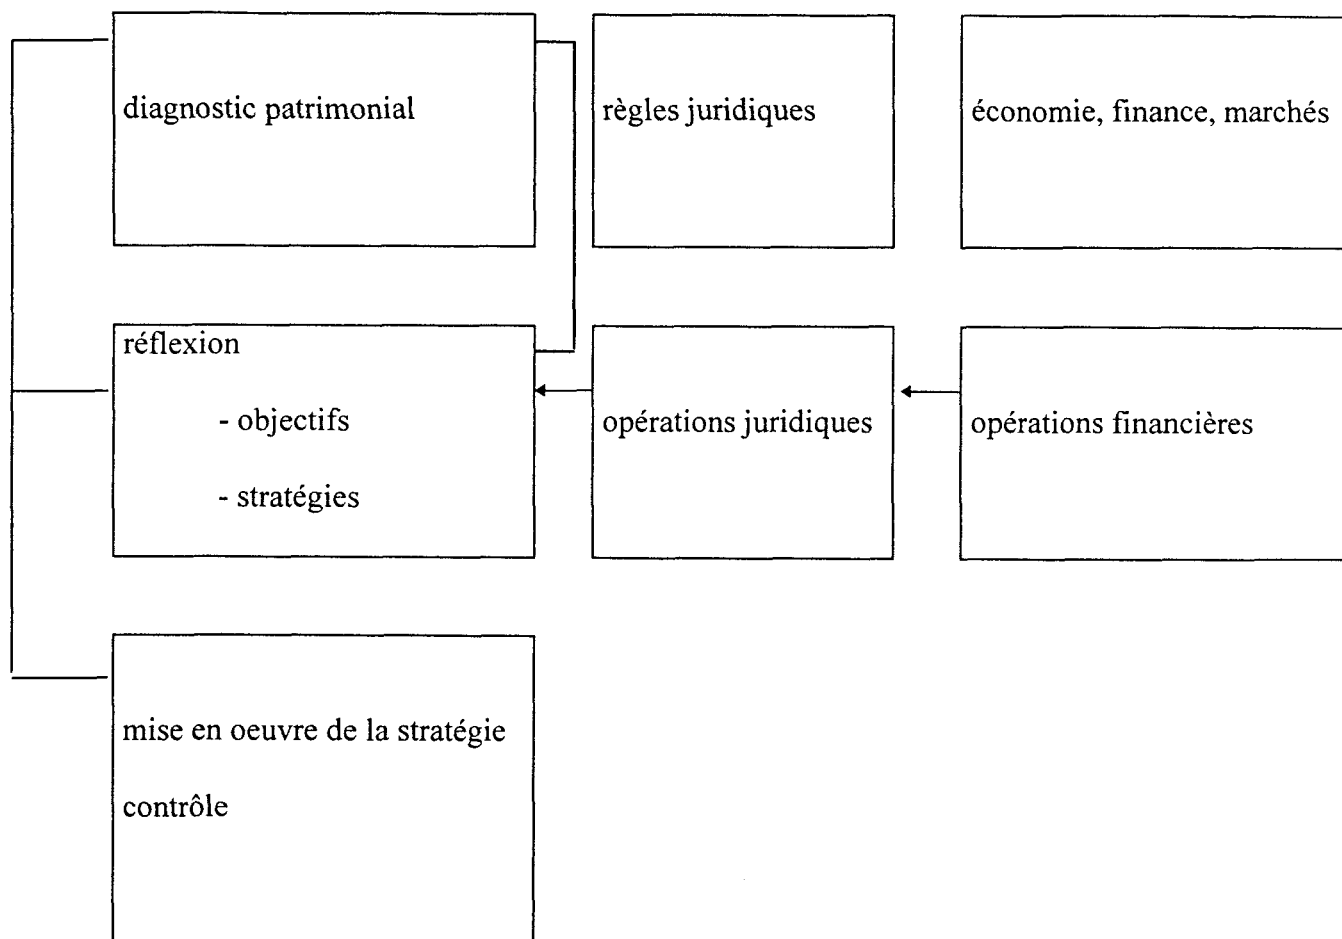 diagnostic patrimonial
règles juridiques
économie, finance, marchés
réflexion
- objectifs
- stratégies
opérations juridiques
opérations financières
mise en oeuvre de la stratégie
contrôle